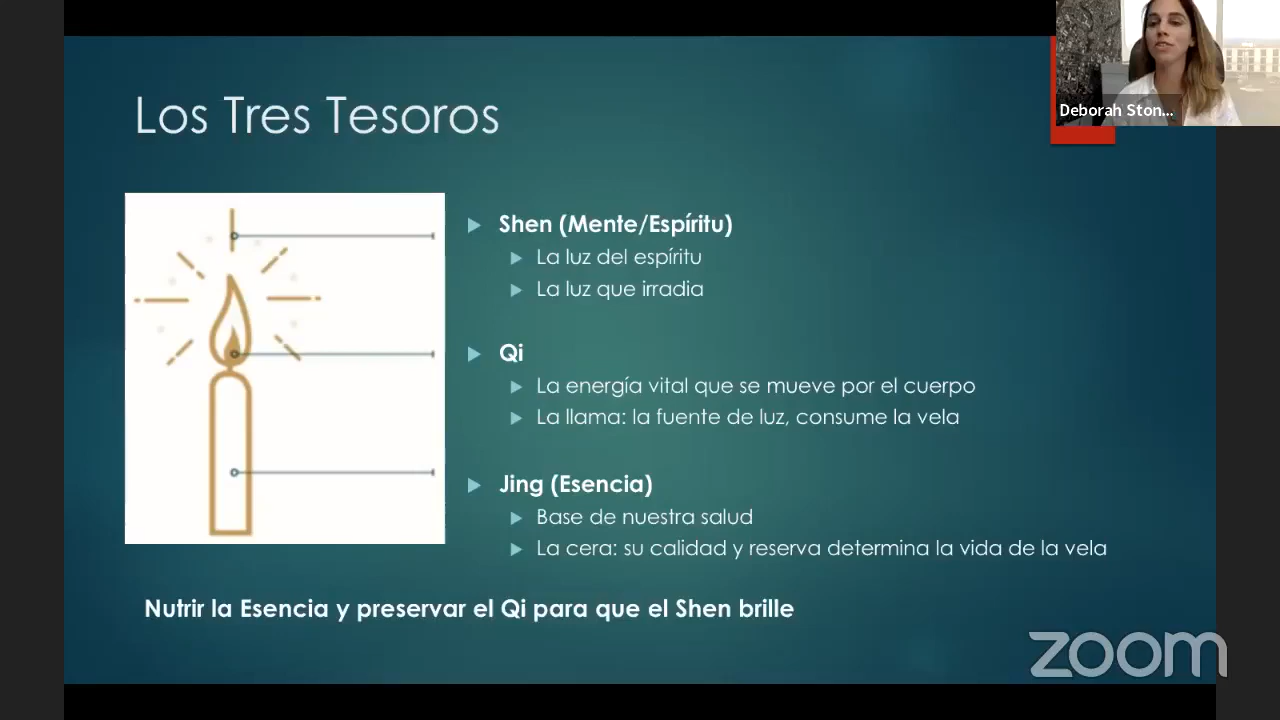 Los Tres Tesoros
Deborah Ston...
Shen (Mente/Espíritu)
La luz del espíritu
La luz que irradia
Qi
La energía vital que se mueve por el cuerpo
La llama: la fuente de luz, consume la vela
Jing (Esencia)
Base de nuestra salud
La cera: su calidad y reserva determina la vida de la vela
Nutrir la Esencia y preservar el Qi para que el Shen brille
zoom